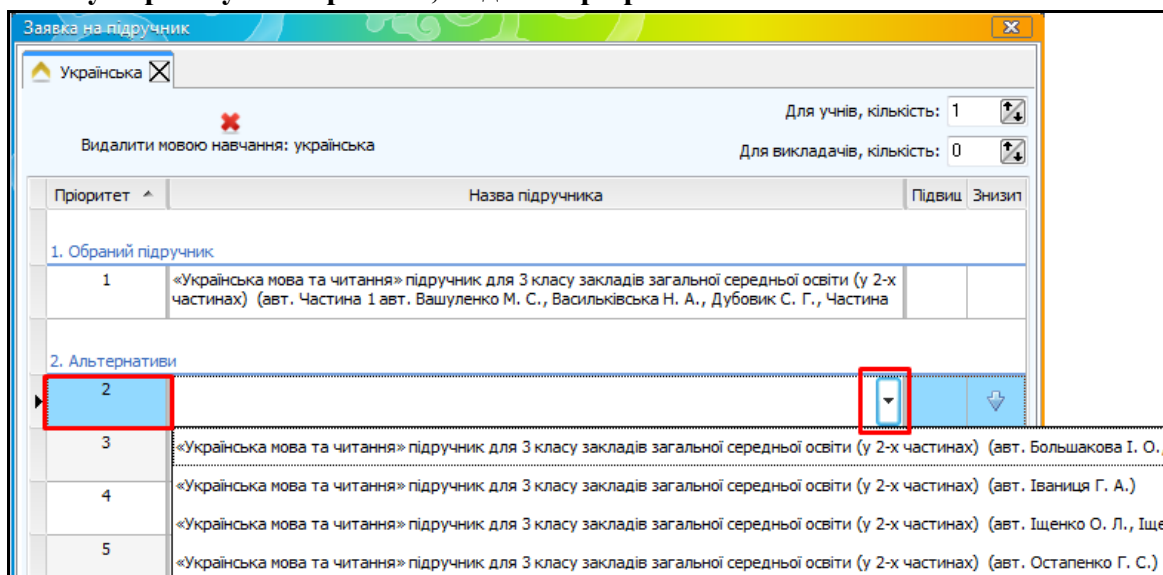 Заявка на підручник
Українська
Для учнів, кількість: 1
Видалити мовою навчання: українська
Для викладачів, кількість: 0
Пріоритет Назва підручника Підвищ Знизит
1. Обраний підручник
1 «Українська мова та читання» підручник для 3 класу закладів загальної середньої освіти (у 2-х
частинах) (авт. Частина 1 авт. Вашуленко М. С., Васильківська Н. А., Дубовик С. Г., Частина
2. Альтернативи
2
3 «Українська мова та читання» підручник для 3 класу закладів загальної середньої освіти (у 2-х частинах) (авт. Большакова І. О.,
4 «Українська мова та читання» підручник для 3 класу закладів загальної середньої освіти (у 2-х частинах) (авт. Іваниця Г. А.)
«Українська мова та читання» підручник для 3 класу закладів загальної середньої освіти (у 2-х частинах) (авт. Іщенко О. Л., Іще
5 «Українська мова та читання» підручник для 3 класу закладів загальної середньої освіти (у 2-х частинах) (авт. Остапенко Г. С.)